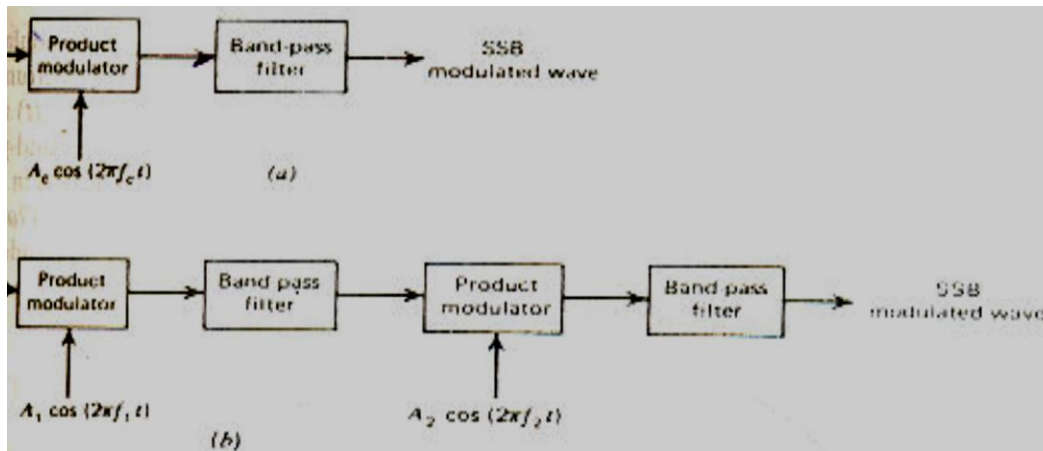 Product
modulator
Band-pass
filter
SSB
modulated wave
A_c cos (2πf_c t)
(a)
Product
modulator
Band pass
filter
Product
modulator
Band-pass
filter
SSB
modulated wave
A_1 cos (2πf_1 t)
A_2 cos (2πf_2 t)
(b)